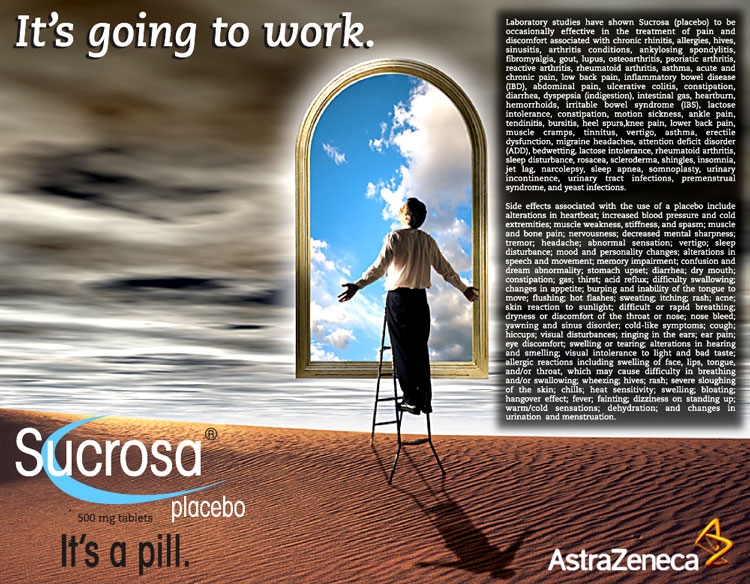 It's going to work.
Laboratory studies have shown Sucrosa (placebo) to be
occasionally effective in the treatment of pain and
discomfort associated with chronic rhinitis, allergies, hives,
sinusitis, arthritis conditions, ankylosing spondylitis,
fibromyalgia, gout, lupus, osteoarthritis, psoriatic arthritis,
reactive arthritis, rheumatoid arthritis, asthma, acute and
chronic pain, low back pain, inflammatory bowel disease
(IBD), abdominal pain, ulcerative colitis, constipation,
diarrhea, dyspepsia (indigestion), intestinal gas, heartburn,
hemorrhoids, irritable bowel syndrome (IBS), lactose
intolerance, constipation, motion sickness, ankle pain,
tendinitis, bursitis, heel spurs,knee pain, lower back pain,
muscle cramps, tinnitus, vertigo, asthma, erectile
dysfunction, migraine headaches, attention deficit disorder
(ADD), bedwetting, lactose intolerance, rheumatoid arthritis,
sleep disturbance, rosacea, scleroderma, shingles, insomnia,
jet lag, narcolepsy, sleep apnea, somnoplasty, urinary
incontinence, urinary tract infections, premenstrual
syndrome, and yeast infections.
Side effects associated with the use of a placebo include
alterations in heartbeat; increased blood pressure and cold
extremities; muscle weakness, stiffness, and spasm; muscle
and bone pain; nervousness; decreased mental sharpness;
tremor; headache; abnormal sensation; vertigo; sleep
disturbance; mood and personality changes; alterations in
speech and movement; memory impairment; confusion and
dream abnormality; stomach upset; diarrhea; dry mouth;
constipation; gas; thirst; acid reflux; difficulty swallowing;
changes in appetite; burping and inability of the tongue to
move; flushing; hot flashes; sweating; itching; rash; acne;
skin reaction to sunlight; difficult or rapid breathing;
dryness or discomfort of the throat or nose; nose bleed;
yawning and sinus disorder; cold-like symptoms; cough;
hiccups; visual disturbances; ringing in the ears; ear pain;
eye discomfort; swelling or tearing; alterations in hearing
and smelling; visual intolerance to light and bad taste;
allergic reactions including swelling of face, lips, tongue,
and/or throat, which may cause difficulty in breathing
and/or swallowing; wheezing; hives; rash; severe sloughing
of the skin; chills; heat sensitivity; swelling; bloating;
hangover effect; fever; fainting; dizziness on standing up;
warm/cold sensations; dehydration; and changes in
urination and menstruation.
Sucrosa®
placebo
500 mg tablets
It's a pill.
AstraZeneca